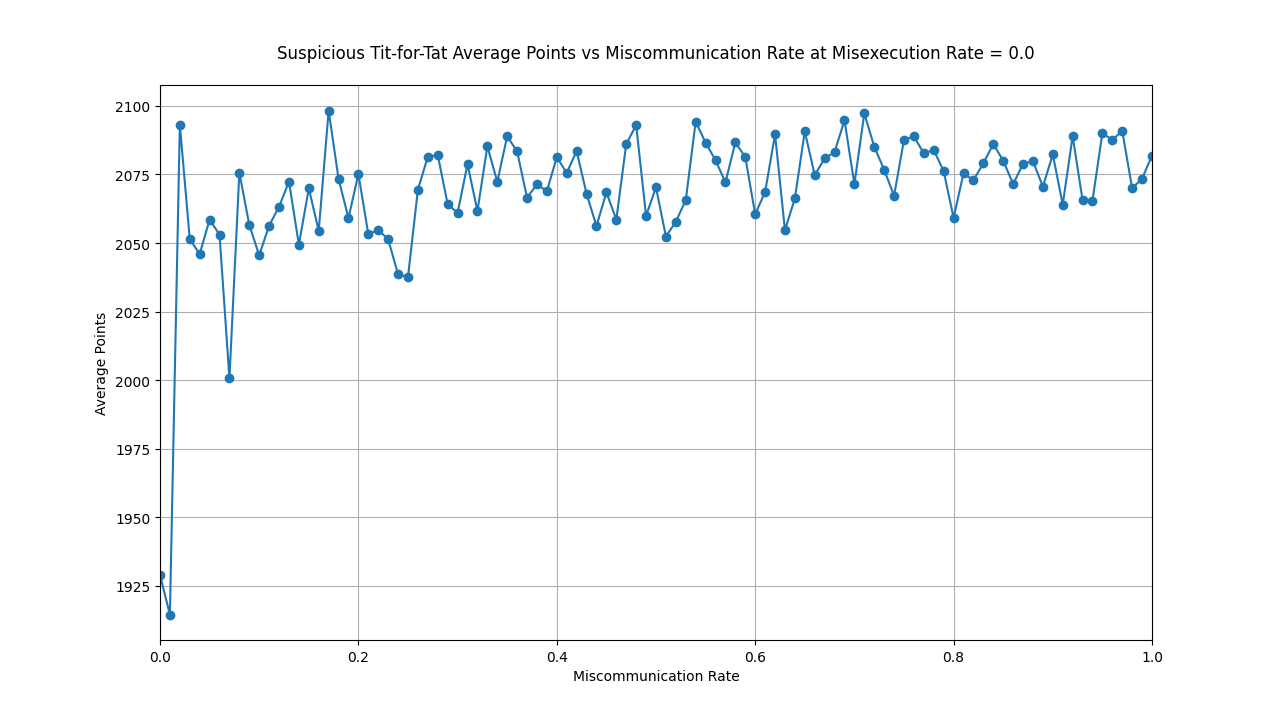 Suspicious Tit-for-Tat Average Points vs Miscommunication Rate at Misexecution Rate = 0.0
2100
2075
2050
2025
2000
1975
1950
1925
Average Points
0.0 0.2 0.4 0.6 0.8 1.0
Miscommunication Rate